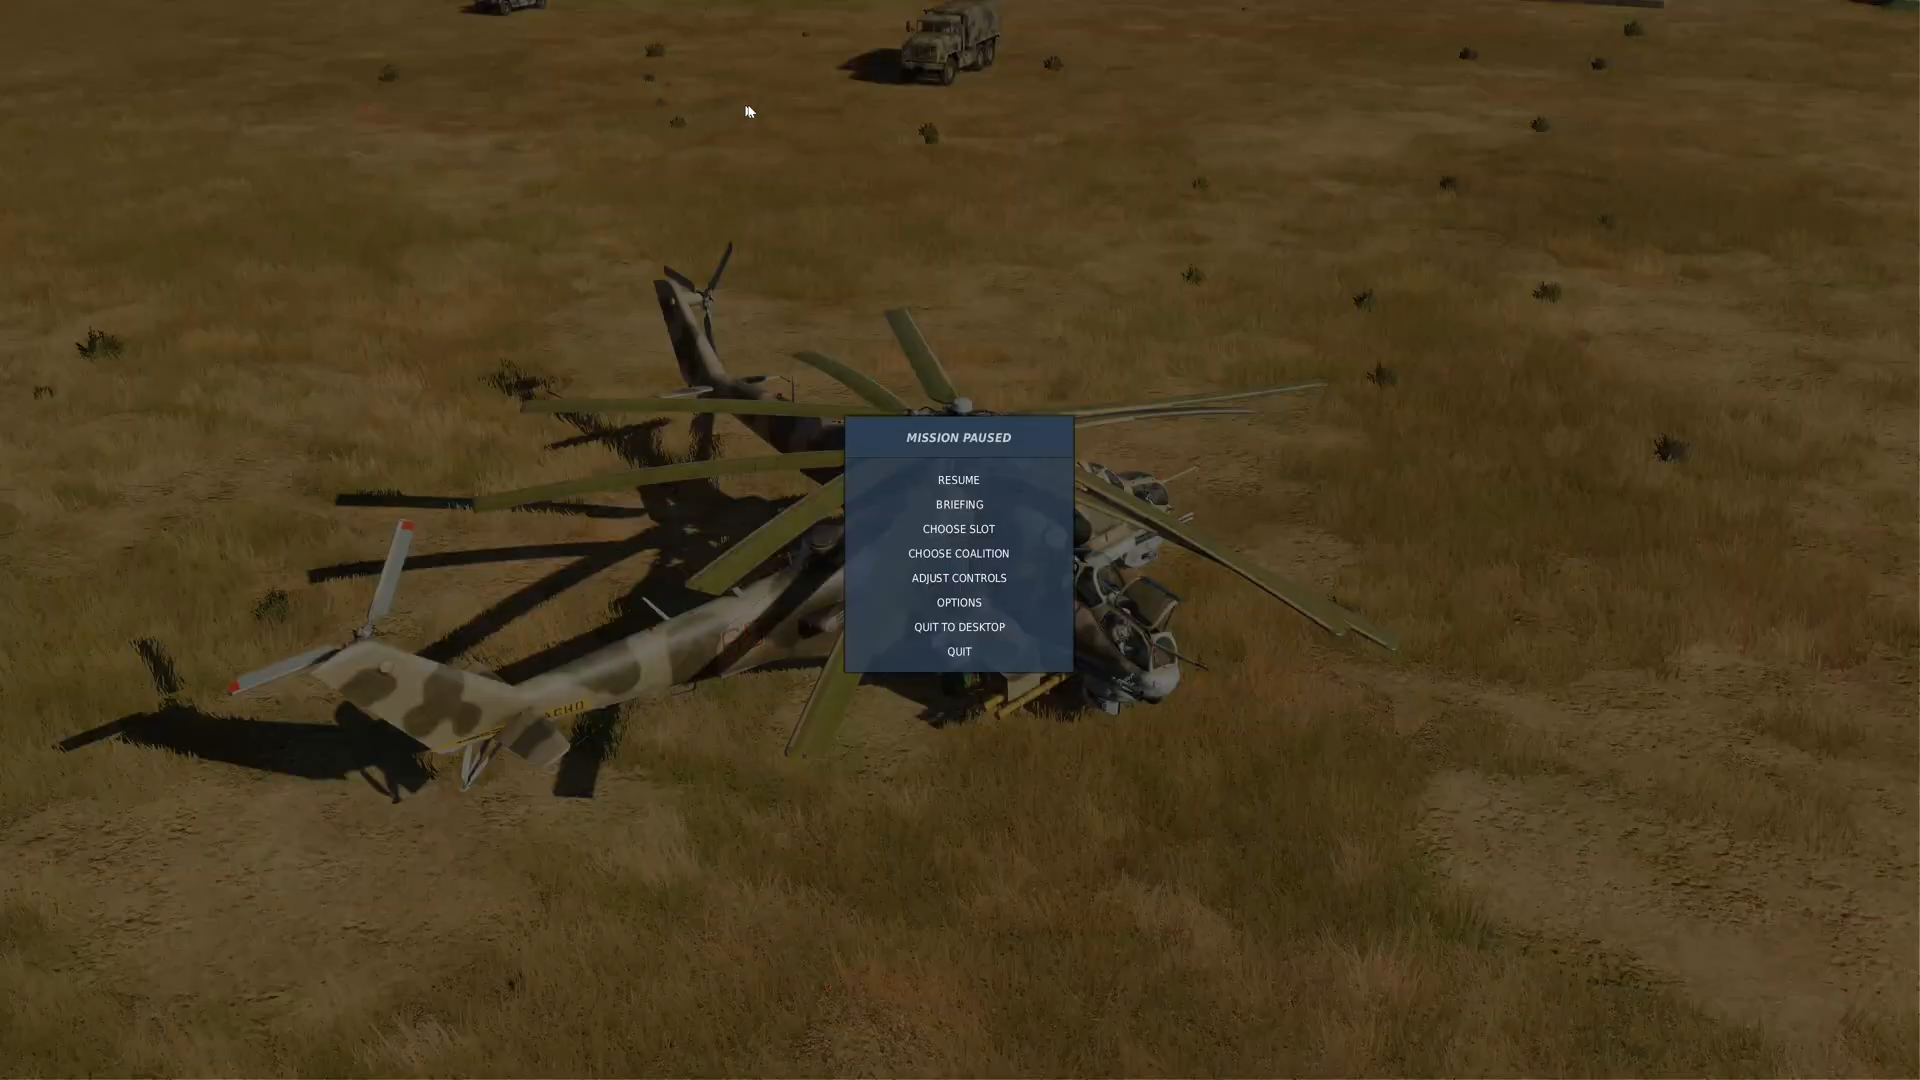 MISSION PAUSED
RESUME
BRIEFING
CHOOSE SLOT
CHOOSE COALITION
ADJUST CONTROLS
OPTIONS
QUIT TO DESKTOP
QUIT